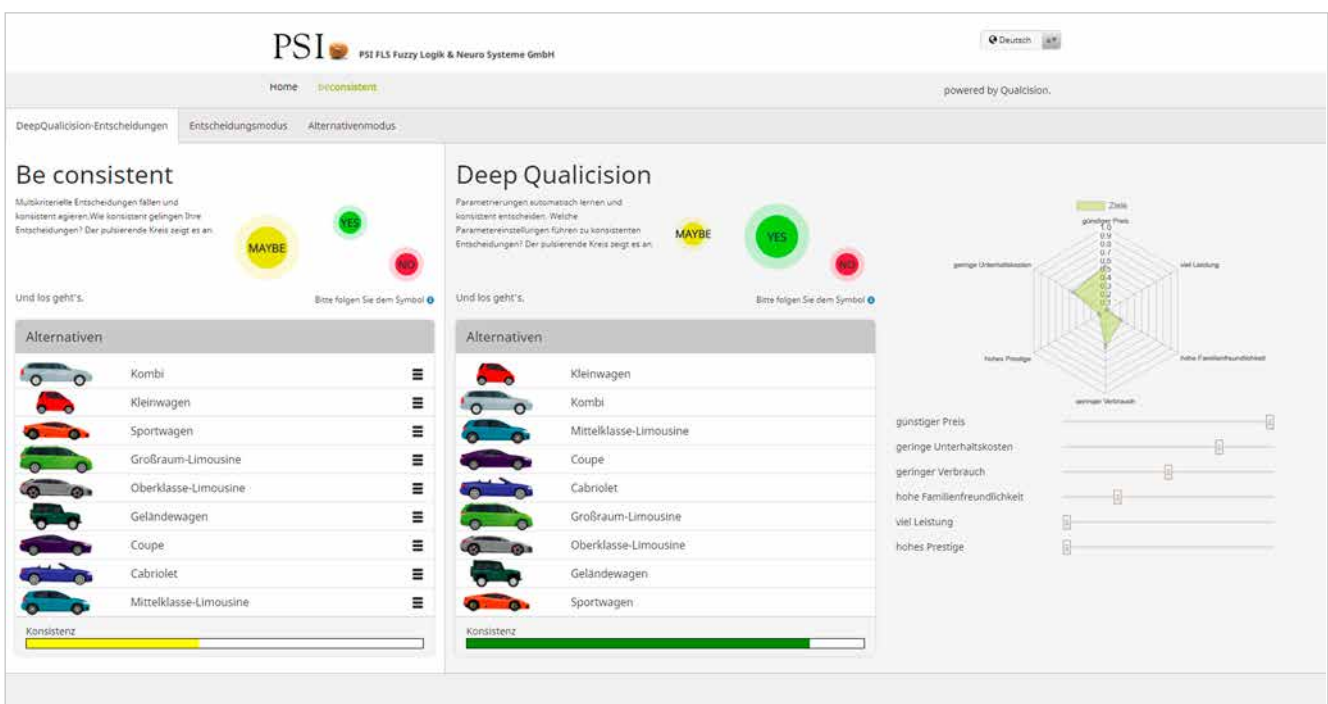 PSI PSI FLS Fuzzy Logik & Neuro Systeme GmbH
Deutsch
Home beconsistent
powered by Qualcision.
DeepQualicision-Entscheidungen Entscheidungsmodus Alternativenmodus
Be consistent
Multikriterielle Entscheidungen fällen und
konsistent agieren.Wie konsistent gelingen Ihre
Entscheidungen? Der pulsierende Kreis zeigt es an.
MAYBE
YES
NO
Und los geht's.
Bitte folgen Sie dem Symbol
Alternativen
Kombi
Kleinwagen
Sportwagen
Großraum-Limousine
Oberklasse-Limousine
Geländewagen
Coupe
Cabriolet
Mittelklasse-Limousine
Konsistenz
Deep Qualicision
Parametrierungen automatisch lernen und
konsistent entscheiden. Welche
Parametereinstellungen führen zu konsistenten
Entscheidungen? Der pulsierende Kreis zeigt es an.
MAYBE
YES
NO
Und los geht's.
Bitte folgen Sie dem Symbol
Alternativen
Kleinwagen
Kombi
Mittelklasse-Limousine
Coupe
Cabriolet
Großraum-Limousine
Oberklasse-Limousine
Geländewagen
Sportwagen
Konsistenz
Ziele
günstiger Preis
1.0
0.9
0.8
0.7
0.6
0.5
0.4
0.3
0.2
0.1
geringe Unterhaltskosten
viel Leistung
hohes Prestige
hohe Familienfreundlichkeit
geringer Verbrauch
günstiger Preis
geringe Unterhaltskosten
geringer Verbrauch
hohe Familienfreundlichkeit
viel Leistung
hohes Prestige